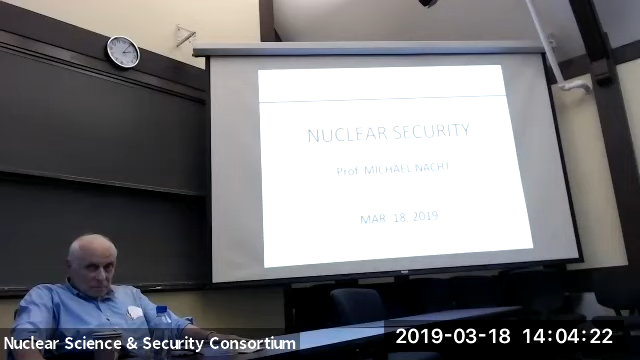 NUCLEAR SECURITY
Prof. MICHAEL NACHT
MAR 18, 2019
Nuclear Science & Security Consortium
2019-03-18 14:04:22